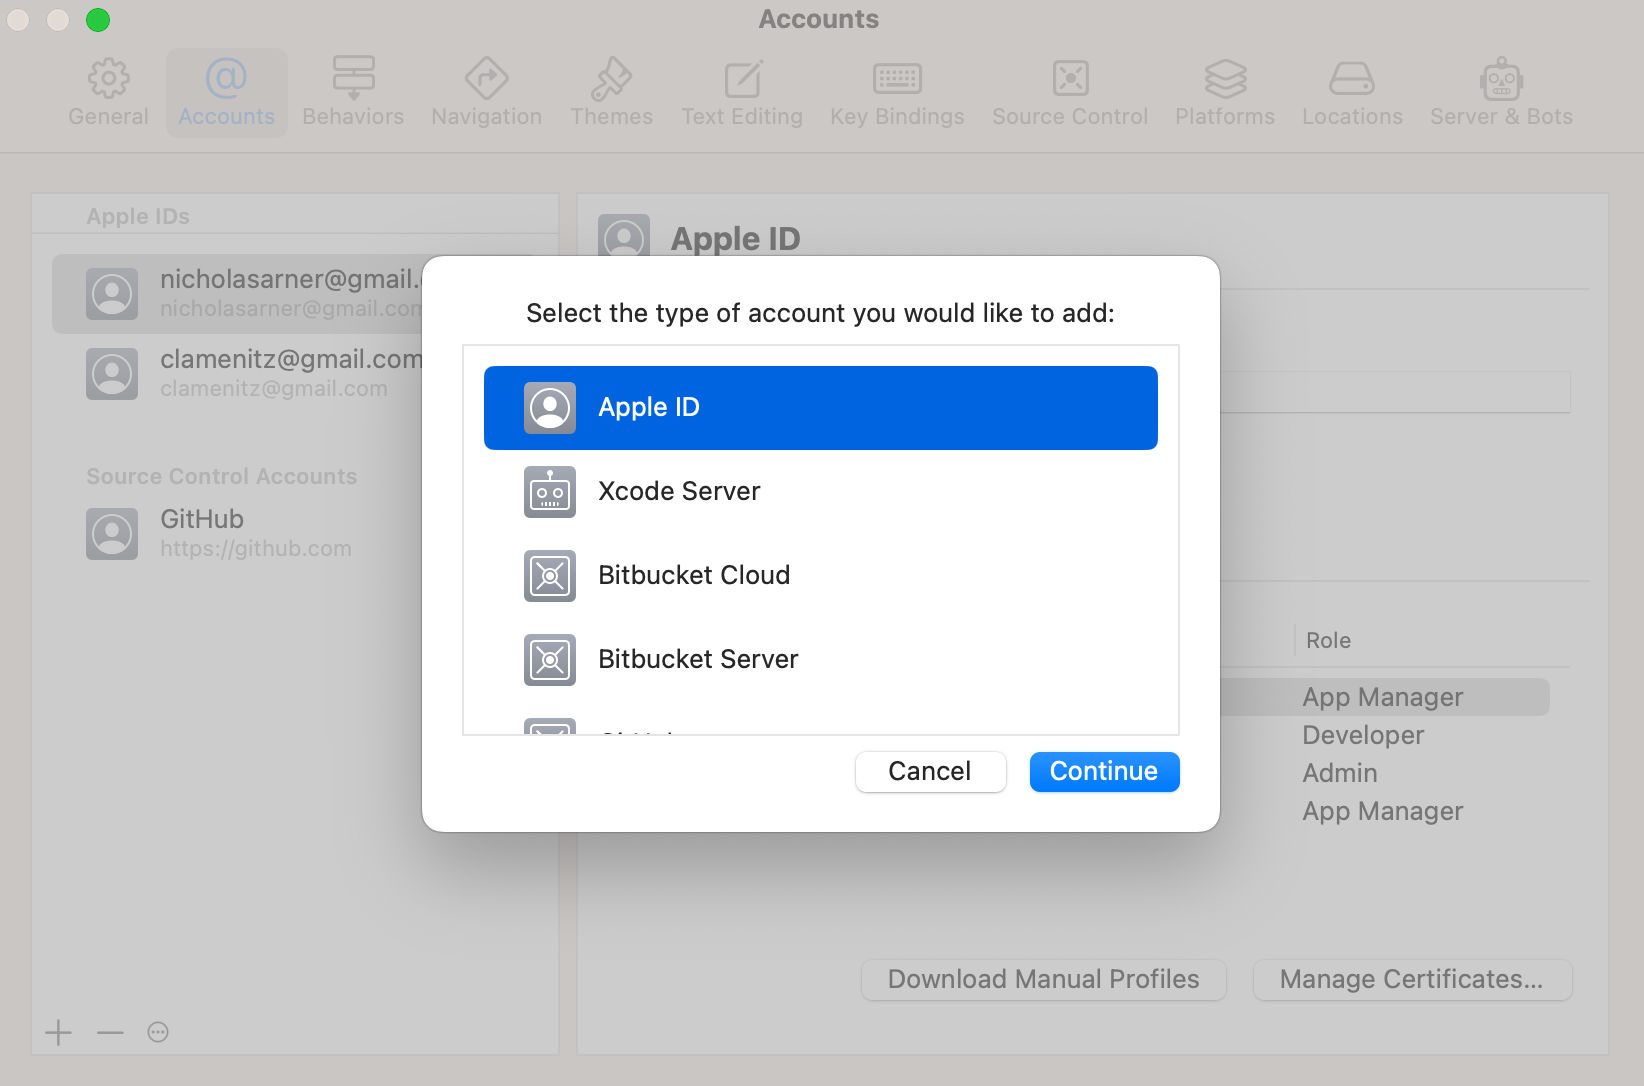 Accounts
General
Accounts
Behaviors
Navigation
Themes
Text Editing
Key Bindings
Source Control
Platforms
Locations
Server & Bots
Apple IDs
nicholasarner@gmail.
nicholasarner@gmail.com
clamenitz@gmail.com
clamenitz@gmail.com
Source Control Accounts
GitHub
https://github.com
Apple ID
Select the type of account you would like to add:
Apple ID
Xcode Server
Bitbucket Cloud
Bitbucket Server
Cancel
Continue
Role
App Manager
Developer
Admin
App Manager
Download Manual Profiles
Manage Certificates...